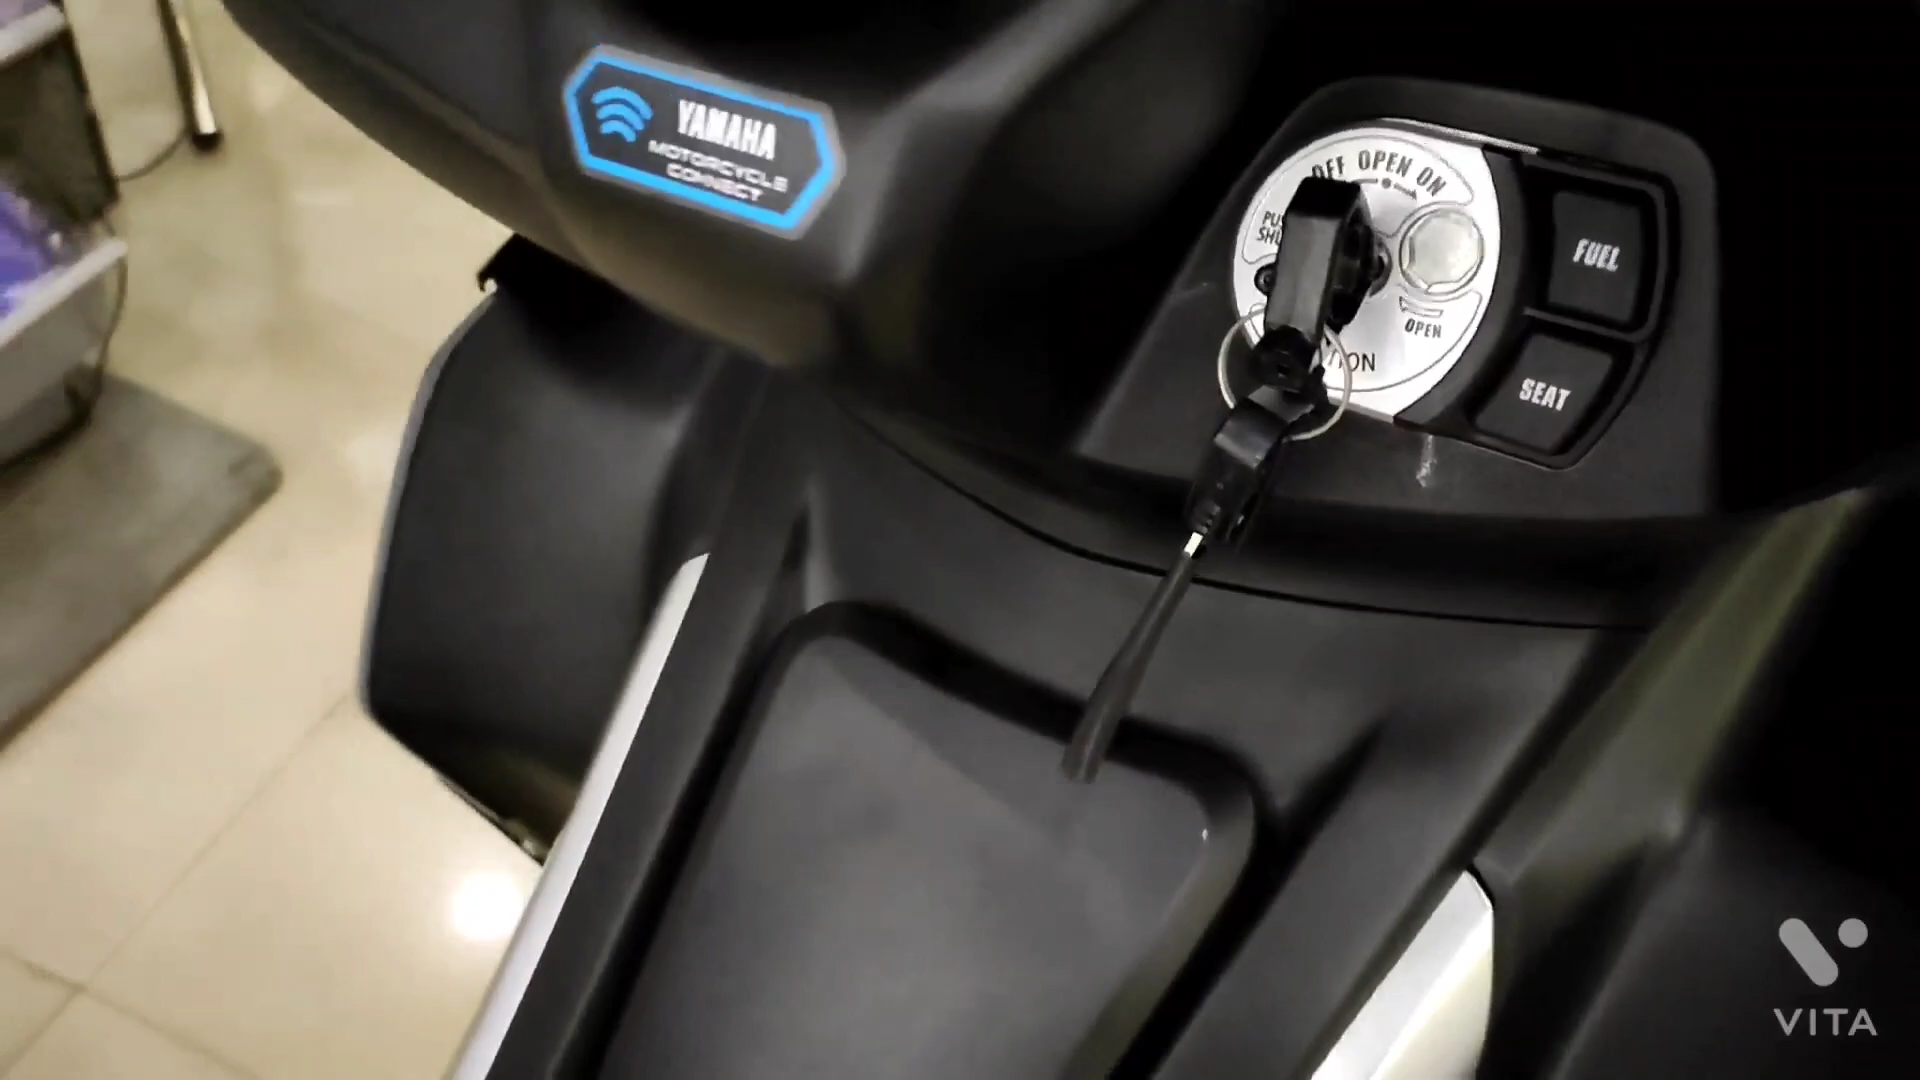 YAMAHA
MOTORCYCLE
CONNECT
OFF OPEN ON
OPEN
FUEL
SEAT
VITA